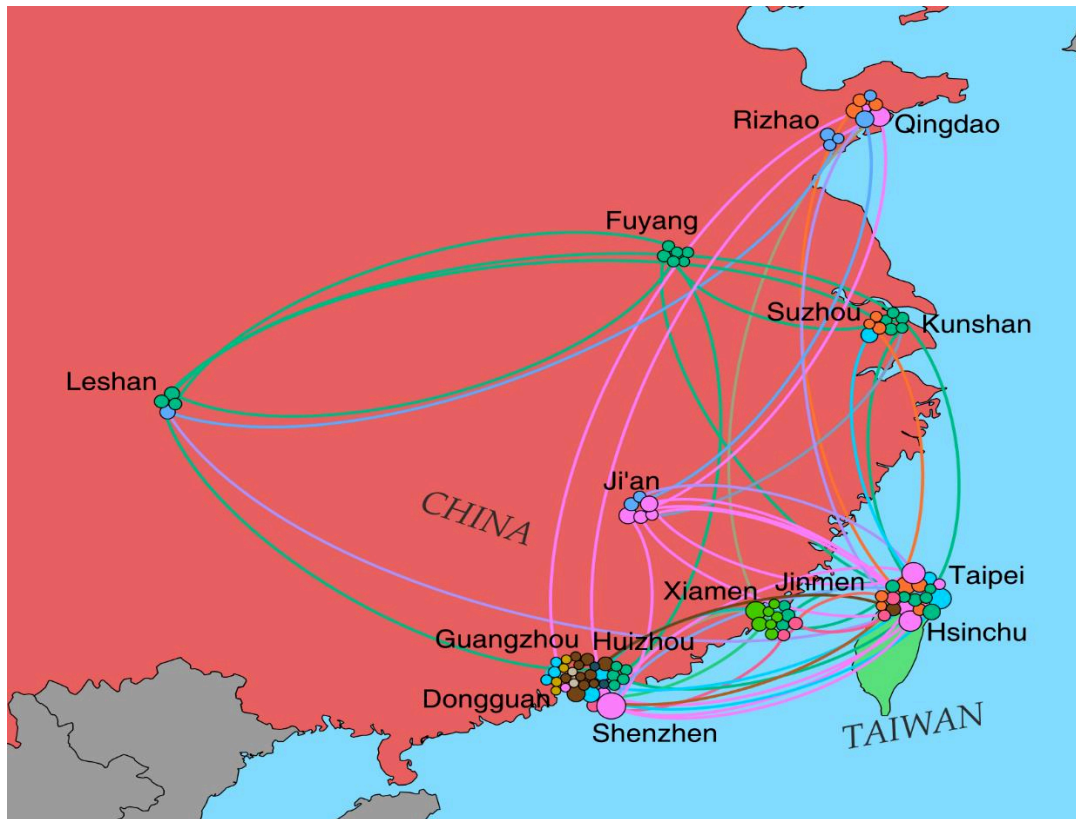 Rizhao
Qingdao
Fuyang
Suzhou
Kunshan
Leshan
Ji'an
CHINA
Xiamen
Jinmen
Taipei
Guangzhou
Huizhou
Hsinchu
Dongguan
Shenzhen
TAIWAN